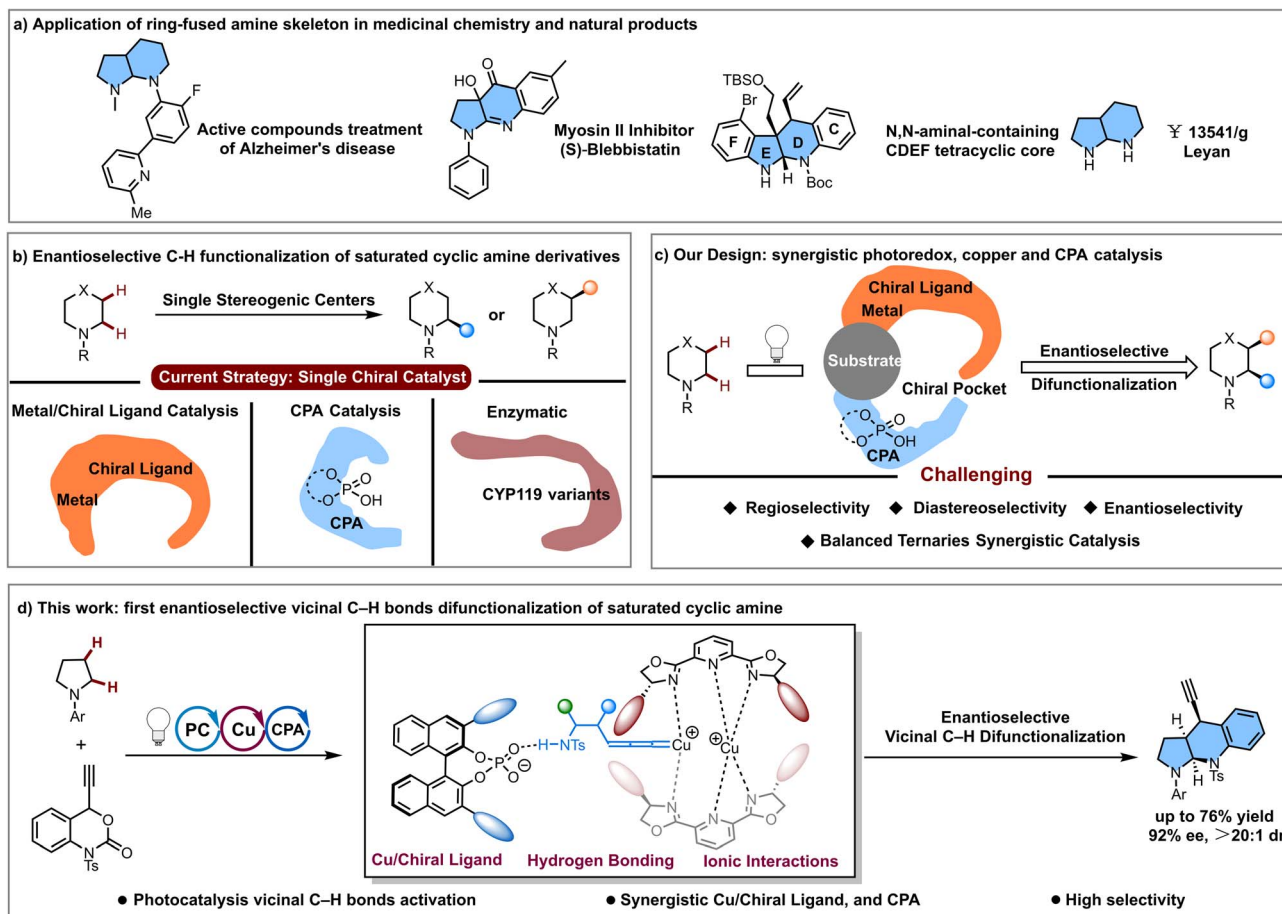 a) Application of ring-fused amine skeleton in medicinal chemistry and natural products
N
N
I
F
N
Me
Active compounds treatment
of Alzheimer's disease
HO
O
N
N
Myosin II Inhibitor
(S)-Blebbistatin
TBSO
Br
F
E
D
C
N
H
H
N
Boc
N,N-aminal-containing
CDEF tetracyclic core
N
H
N
H
¥ 13541/g
Leyan
b) Enantioselective C-H functionalization of saturated cyclic amine derivatives
X
H
H
N
R
Single Stereogenic Centers
X
N
R
or
X
N
R
Current Strategy: Single Chiral Catalyst
Metal/Chiral Ligand Catalysis
Chiral Ligand
Metal
CPA Catalysis
O
O
P
O
OH
CPA
Enzymatic
CYP119 variants
c) Our Design: synergistic photoredox, copper and CPA catalysis
X
H
H
N
R
Chiral Ligand
Metal
Substrate
Chiral Pocket
O
O
P
O
OH
CPA
Enantioselective
Difunctionalization
X
N
R
Challenging
◆ Regioselectivity ◆ Diastereoselectivity ◆ Enantioselectivity
◆ Balanced Ternaries Synergistic Catalysis
d) This work: first enantioselective vicinal C–H bonds difunctionalization of saturated cyclic amine
H
H
N
Ar
+
O
O
N
Ts
PC Cu CPA
O
O
P
O
O
⊖
H
NTs
Cu
⊕
⊕
Cu
O
N
N
N
O
O
N
N
N
O
Cu/Chiral Ligand Hydrogen Bonding Ionic Interactions
Enantioselective
Vicinal C–H Difunctionalization
H
N
Ar
H
N
Ts
up to 76% yield
92% ee, >20:1 dr
● Photocatalysis vicinal C–H bonds activation ● Synergistic Cu/Chiral Ligand, and CPA ● High selectivity